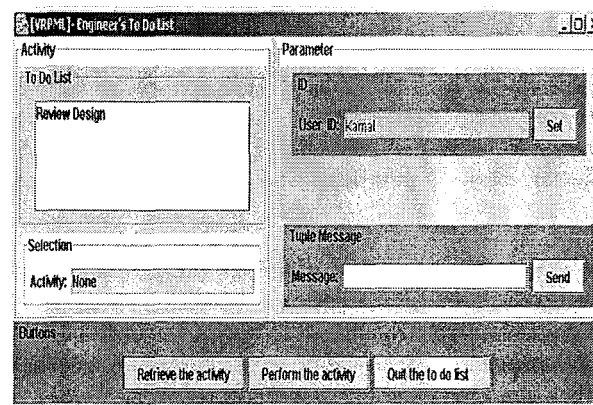 [VRPML]- Engineer's To Do List
Activity
To Do List
Review Design
Selection
Activity: None
Parameter
ID
User ID: Kamal Set
Tuple Message
Message: Send
Buttons
Retrieve the activity Perform the activity Quit the to do list